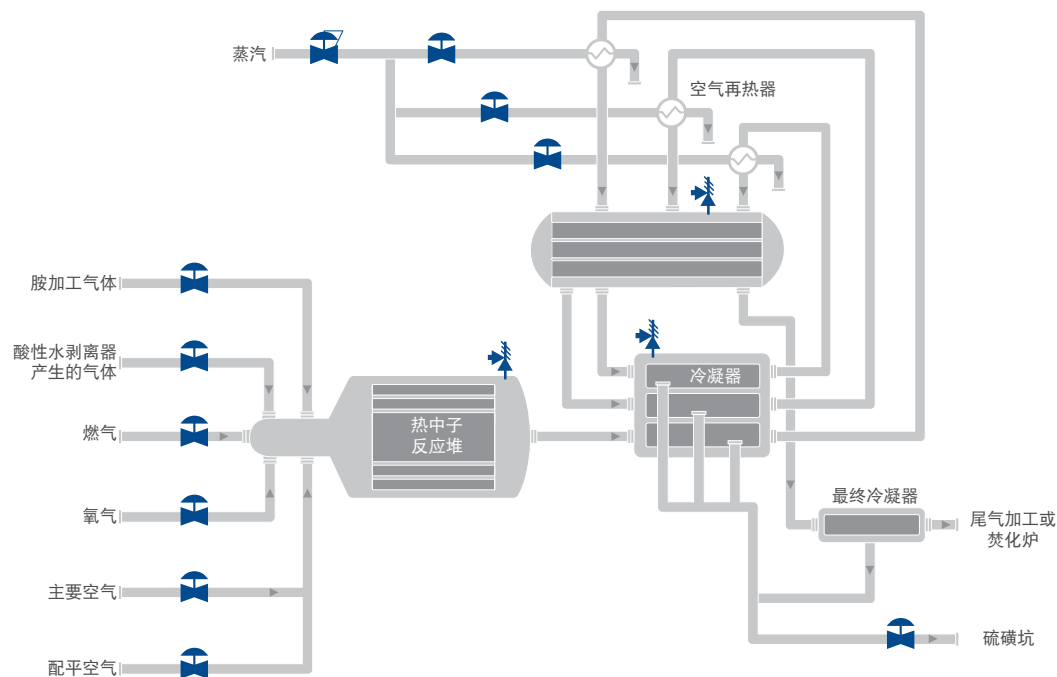 蒸汽
空气再热器
胺加工气体
酸性水剥离器
产生的气体
冷凝器
燃气
热中子
反应堆
氧气
最终冷凝器
尾气加工或
焚化炉
主要空气
硫磺坑
配平空气